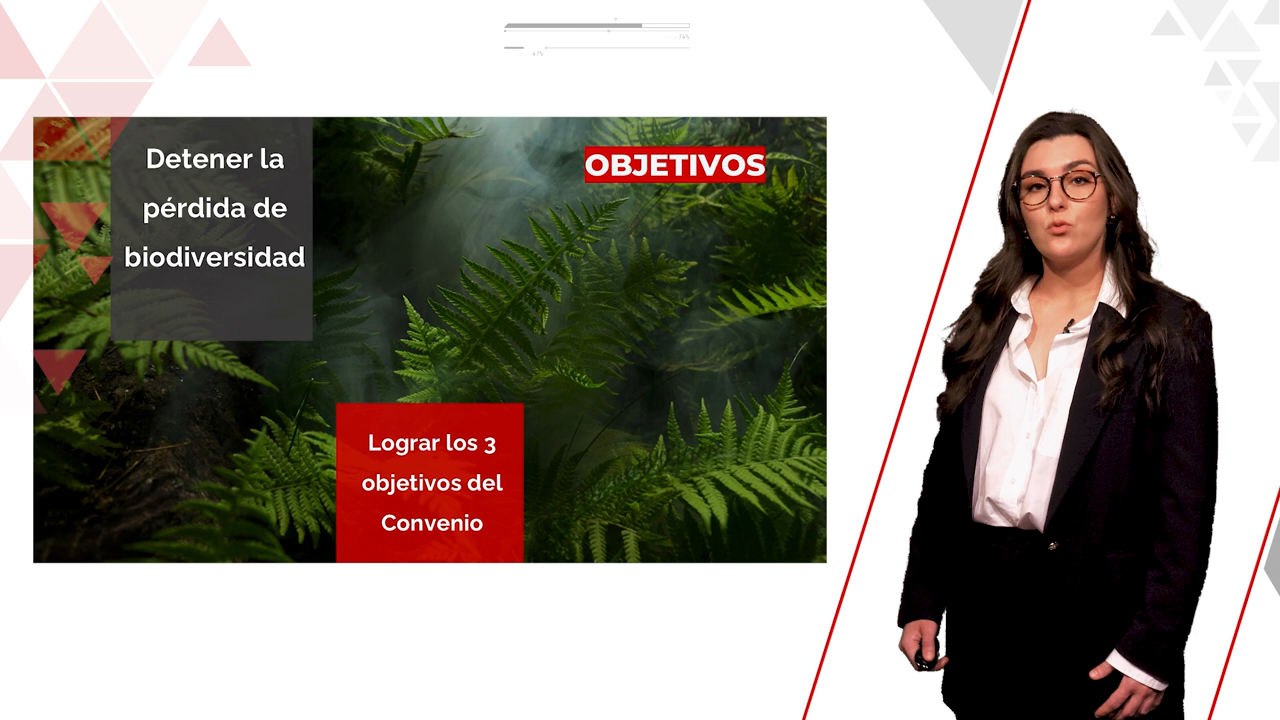 Detener la
pérdida de
biodiversidad
OBJETIVOS
Lograr los 3
objetivos del
Convenio